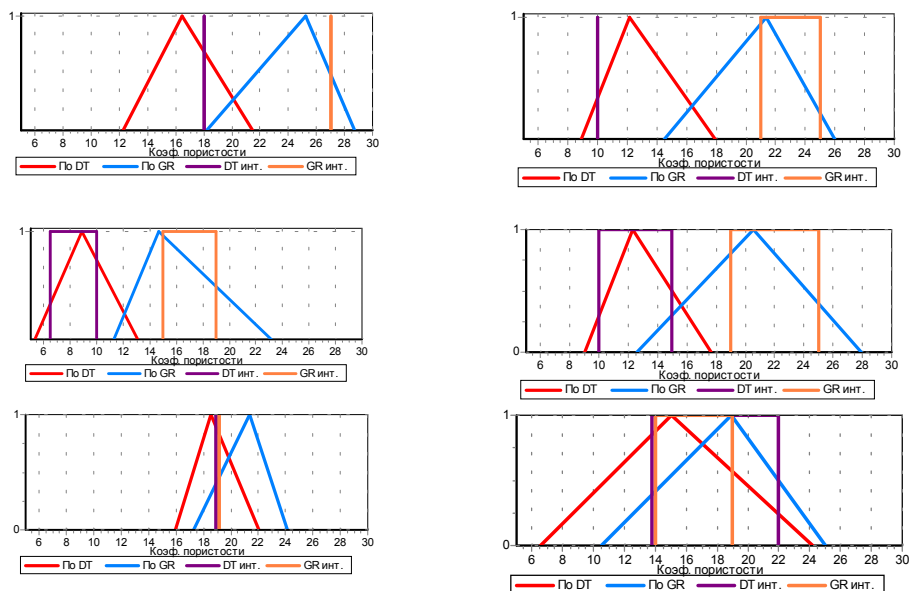 1 1
6 8 10 12 14 16 18 20 22 24 26 28 30 6 8 10 12 14 16 18 20 22 24 26 28 30
Коэф. пористости Коэф. пористости
По DT По GR DT инт. GR инт. По DT По GR DT инт. GR инт.
1 1
0
6 8 10 12 14 16 18 20 22 24 26 28 30 6 8 10 12 14 16 18 20 22 24 26 28 30
Коэф. пористости Коэф. пористости
По DT По GR DT инт. GR инт. По DT По GR DT инт. GR инт.
1 1
0 0
6 8 10 12 14 16 18 20 22 24 26 28 30 6 8 10 12 14 16 18 20 22 24 26 28 30
Коэф. пористости Коэф. пористости
По DT По GR DT инт. GR инт. По DT По GR DT инт. GR инт.